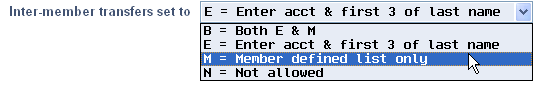 Inter-member transfers set to E = Enter acct & first 3 of last name
B = Both E & M
E = Enter acct & first 3 of last name
M = Member defined list only
N = Not allowed